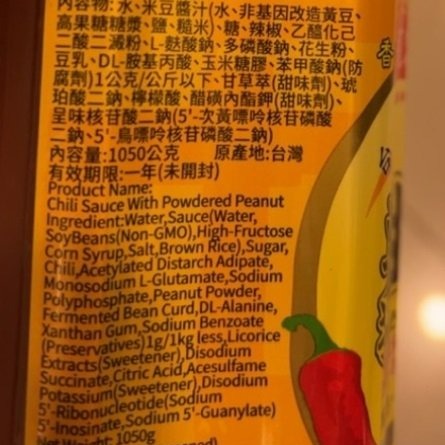 內容物: 水、米豆醬汁(水、非基因改造黃豆、
高果糖糖漿、鹽、糙米)、糖、辣椒、乙醯化己
二酸二澱粉、L-麩酸鈉、多磷酸鈉、花生粉、
豆乳、DL-胺基丙酸、玉米糖膠、苯甲酸鈉(防
腐劑)1公克/公斤以下、甘草萃(甜味劑)、琥
珀酸二鈉、檸檬酸、醋磺內酯鉀(甜味劑)、
呈味核苷酸二鈉(5'-次黃嘌呤核苷磷酸
二鈉、5'-鳥嘌呤核苷磷酸二鈉)
內容量:1050公克 原產地:台灣
有效期限:一年(未開封)
Product Name:
Chili Sauce With Powdered Peanut
Ingredient:Water,Sauce(Water,
SoyBeans(Non-GMO),High-Fructose
Corn Syrup,Salt,Brown Rice),Sugar,
Chili,Acetylated Distarch Adipate,
Monosodium L-Glutamate,Sodium
Polyphosphate,Peanut Powder,
Fermented Bean Curd,DL-Alanine,
Xanthan Gum,Sodium Benzoate
(Preservatives)1g/1kg less,Licorice
Extracts(Sweetener),Disodium
Succinate,Citric Acid,Acesulfame
Potassium(Sweetener),Disodium
5'-Ribonucleotide(Sodium
5'-Inosinate,Sodium 5'-Guanylate)
Net Weight: 1050g
香